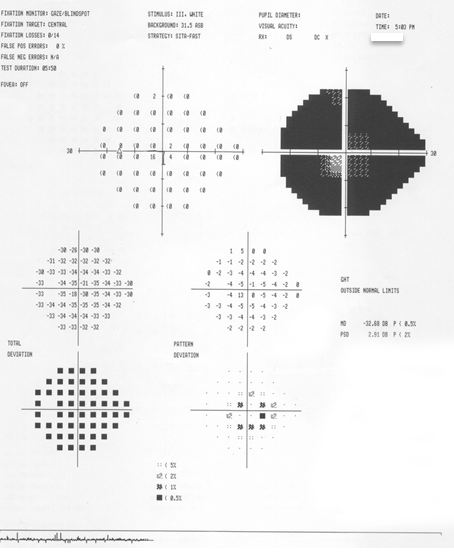 FIXATION MONITOR: GAZE/BLINDSPOT
FIXATION TARGET: CENTRAL
FIXATION LOSSES: 0/14
FALSE POS ERRORS: 0 %
FALSE NEG ERRORS: N/A
TEST DURATION: 05:50
FOVEA: OFF
STIMULUS: III, WHITE
BACKGROUND: 31.5 ASB
STRATEGY: SITA-FAST
PUPIL DIAMETER:
VISUAL ACUITY:
RX: DS DC X
DATE:
TIME: 5:03 PM
(0 2 (0 (0
(0 (0 (0 (0 (0 (0
0 (0 (0 (0 (0 (0 (0 (0
30
(0 (0 (0 (0 2 (0 (0 (0
(0 (0 16 4 (0 (0 (0 (0
30
(0 (0 (0 (0 (0 (0 (0 (0
(0 (0 (0 (0 (0 (0
(0 (0 (0 (0
-30 -26 -30 -30
-31 -32 -32 -32 -32 -32
-30 -33 -33 -34 -34 -34 -33 -32
-33 -34 -35 -31 -34 -33 -30
-33 -35 -18 -30 -35 -34 -33 -30
-33 -34 -34 -35 -35 -34 -33 -32
-33 -34 -34 -34 -33 -33
-33 -33 -32 -32
1 5 0 0
-1 -1 -2 -2 -2 -2
0 -2 -3 -4 -4 -4 -2 -2
-2 -4 -5 -1 -5 -4 -2 0
-3 -4 13 0 -5 -4 -2 0
-3 -4 -4 -5 -5 -4 -3 -2
-3 -3 -4 -4 -3 -2
-2 -2 -2 -2
GHT
OUTSIDE NORMAL LIMITS
MD -32.68 DB P < 0.5%
PSD 2.91 DB P < 2%
TOTAL
DEVIATION
PATTERN
DEVIATION
< 5%
< 2%
< 1%
< 0.5%